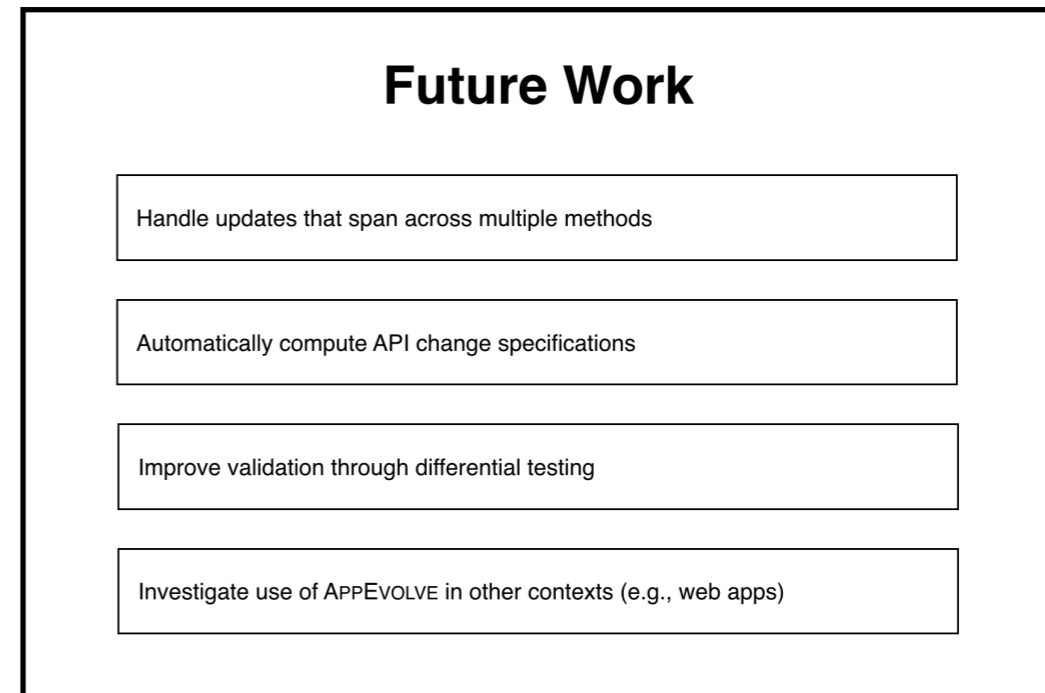 Future Work
Handle updates that span across multiple methods
Automatically compute API change specifications
Improve validation through differential testing
Investigate use of APPEVOLVE in other contexts (e.g., web apps)